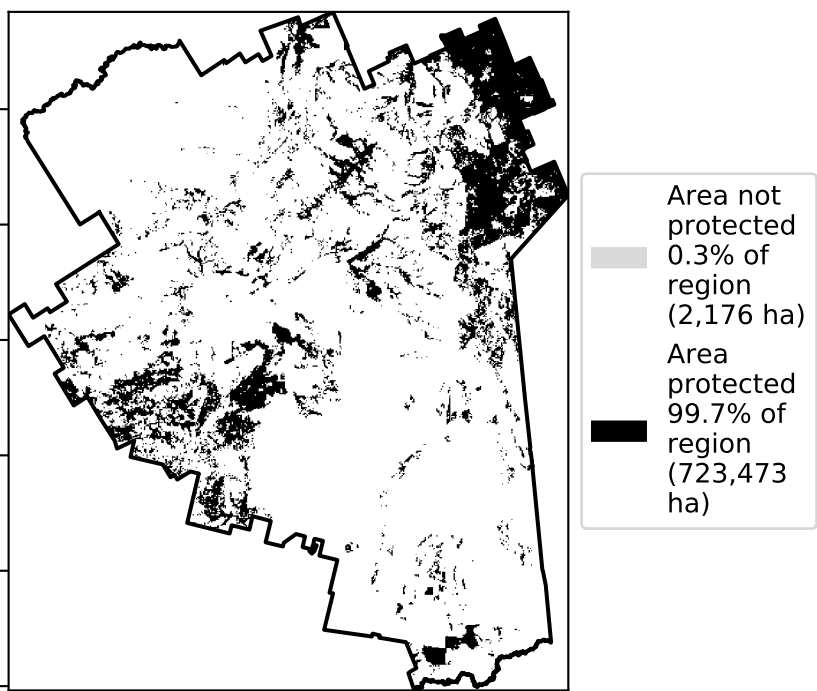 Area not
protected
0.3% of
region
(2,176 ha)
Area
protected
99.7% of
region
(723,473
ha)